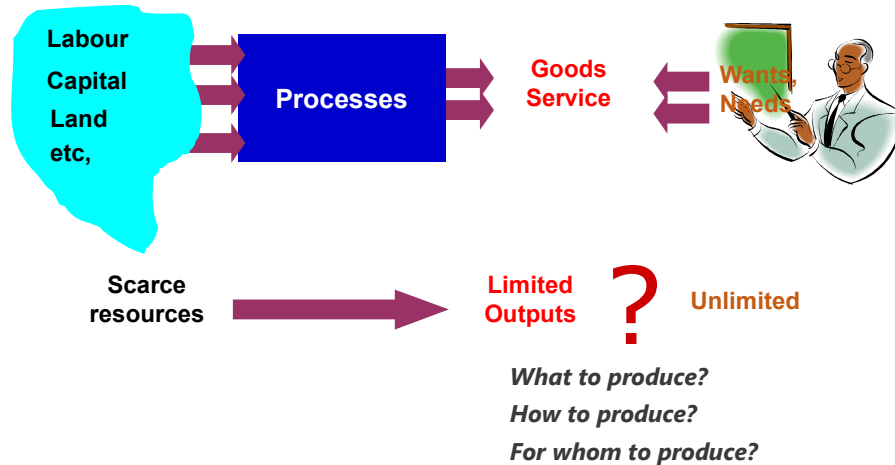 Labour
Capital
Land
etc,
Processes
Goods
Service
Wants,
Needs
Scarce
resources
Limited
Outputs
?
Unlimited
What to produce?
How to produce?
For whom to produce?